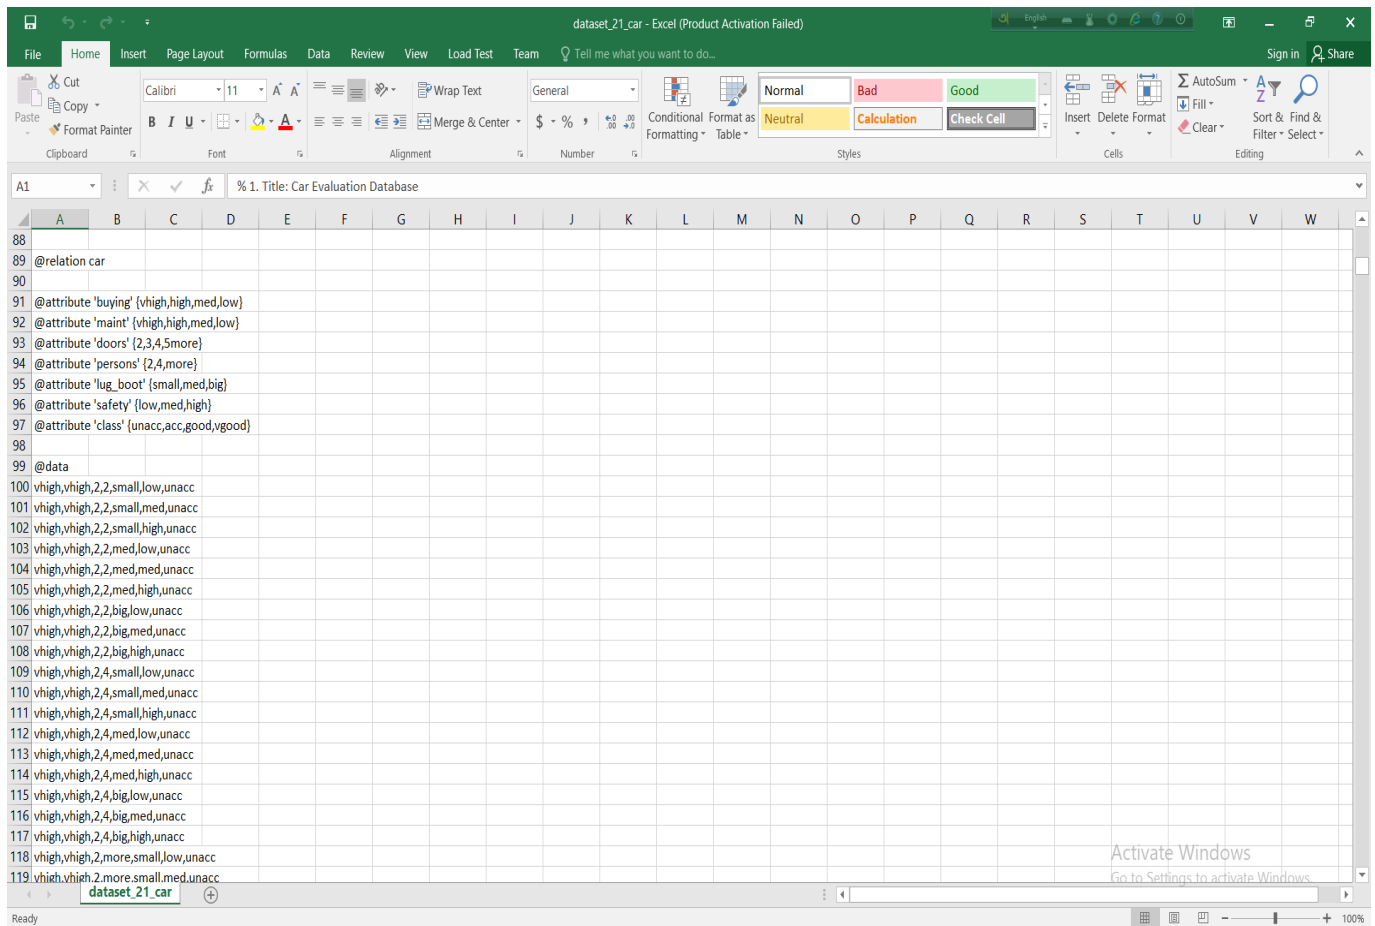 dataset_21_car - Excel (Product Activation Failed)
English
File Home Insert Page Layout Formulas Data Review View Load Test Team Tell me what you want to do... Sign in Share
Paste
Cut
Copy
Format Painter
Clipboard
Calibri 11
B I U
Font
Wrap Text
Merge & Center
Alignment
General
$ % ,
Number
Conditional Formatting
Format as Table
Normal Bad Good
Neutral Calculation Check Cell
Styles
Insert Delete Format
Cells
AutoSum
Fill
Clear
Sort & Filter
Find & Select
Editing
A1 fx % 1. Title: Car Evaluation Database
A B C D E F G H I J K L M N O P Q R S T U V W
88
89 @relation car
90
91 @attribute 'buying' {vhigh,high,med,low}
92 @attribute 'maint' {vhigh,high,med,low}
93 @attribute 'doors' {2,3,4,5more}
94 @attribute 'persons' {2,4,more}
95 @attribute 'lug_boot' {small,med,big}
96 @attribute 'safety' {low,med,high}
97 @attribute 'class' {unacc,acc,good,vgood}
98
99 @data
100 vhigh,vhigh,2,2,small,low,unacc
101 vhigh,vhigh,2,2,small,med,unacc
102 vhigh,vhigh,2,2,small,high,unacc
103 vhigh,vhigh,2,2,med,low,unacc
104 vhigh,vhigh,2,2,med,med,unacc
105 vhigh,vhigh,2,2,med,high,unacc
106 vhigh,vhigh,2,2,big,low,unacc
107 vhigh,vhigh,2,2,big,med,unacc
108 vhigh,vhigh,2,2,big,high,unacc
109 vhigh,vhigh,2,4,small,low,unacc
110 vhigh,vhigh,2,4,small,med,unacc
111 vhigh,vhigh,2,4,small,high,unacc
112 vhigh,vhigh,2,4,med,low,unacc
113 vhigh,vhigh,2,4,med,med,unacc
114 vhigh,vhigh,2,4,med,high,unacc
115 vhigh,vhigh,2,4,big,low,unacc
116 vhigh,vhigh,2,4,big,med,unacc
117 vhigh,vhigh,2,4,big,high,unacc
118 vhigh,vhigh,2,more,small,low,unacc
119 vhigh,vhigh,2,more,small,med,unacc
Activate Windows
Go to Settings to activate Windows.
dataset_21_car
Ready
100%